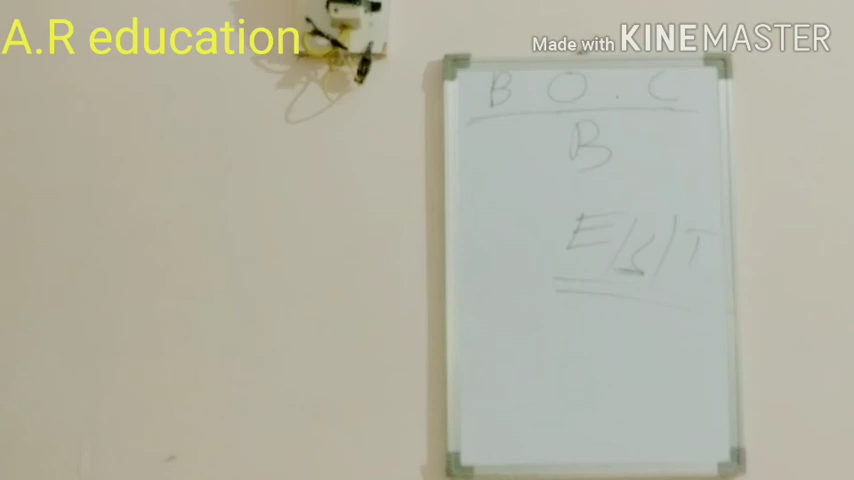 A.R education
Made with KINEMASTER
B O. C
B
E/S/T